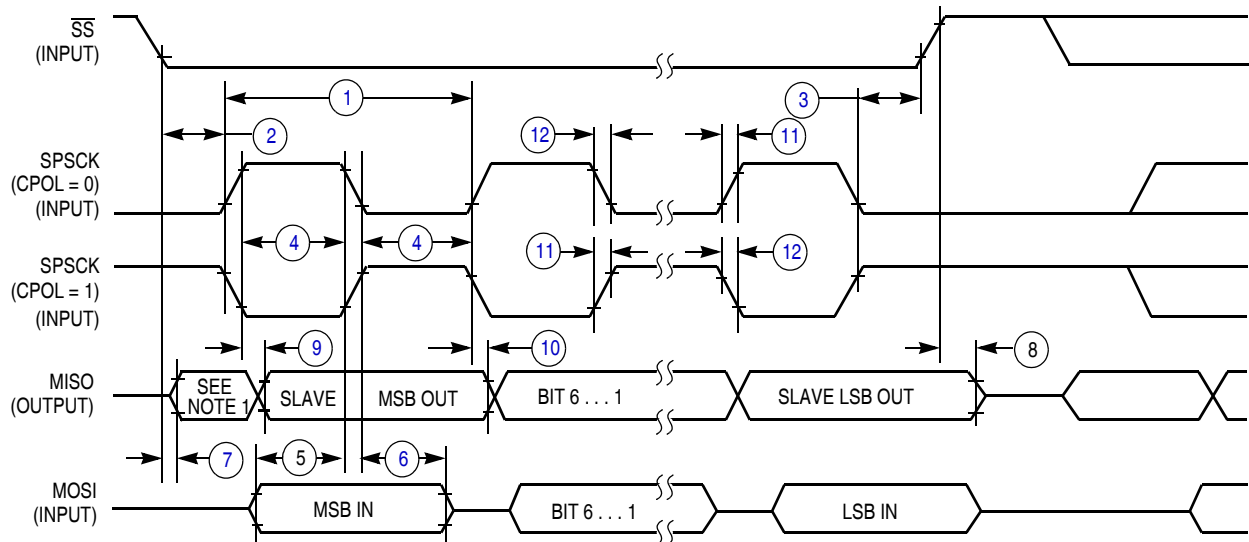 SS
(INPUT)
1
3
2
12
11
SPSCK
(CPOL = 0)
(INPUT)
4
4
11
12
SPSCK
(CPOL = 1)
(INPUT)
9
10
8
MISO
(OUTPUT)
SEE
NOTE 1
SLAVE
MSB OUT
BIT 6 . . . 1
SLAVE LSB OUT
7
5
6
MOSI
(INPUT)
MSB IN
BIT 6 . . . 1
LSB IN